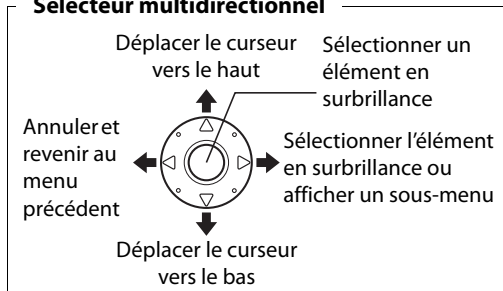 Sélecteur multidirectionnel
Déplacer le curseur
vers le haut
Sélectionner un
élément en
surbrillance
Annuler et
revenir au
menu
précédent
Sélectionner l'élément
en surbrillance ou
afficher un sous-menu
Déplacer le curseur
vers le bas